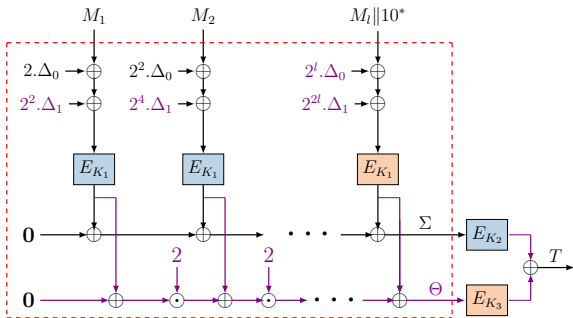 M₁ M₂ M_l∥10*
2.Δ₀ 2².Δ₀ 2^l.Δ₀
2².Δ₁ 2⁴.Δ₁ 2^{2l}.Δ₁
E_{K₁} E_{K₁} E_{K₁}
0 · · · Σ E_{K₂}
2 2 T
0 · · · Θ E_{K₃}